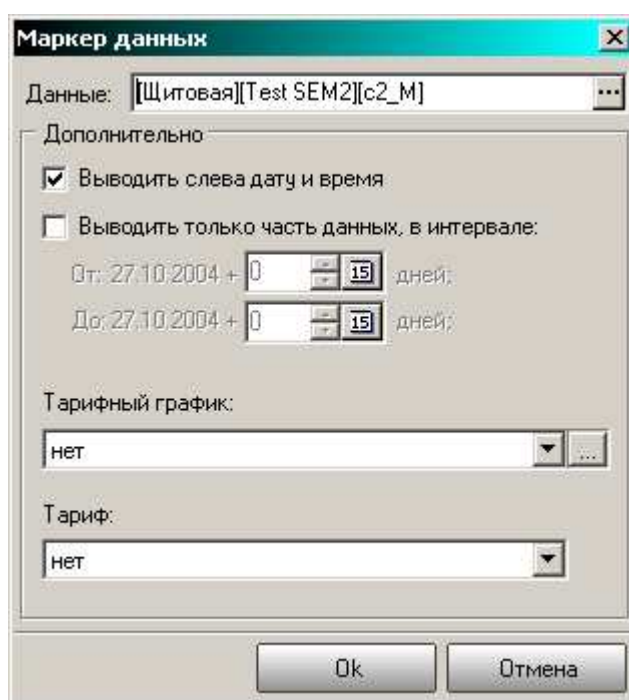 Маркер данных
Данные: [Щитовая][Test SEM2][c2_M] ...
Дополнительно
Выводить слева дату и время
Выводить только часть данных, в интервале:
От: 27.10.2004 + 0 15 дней;
До: 27.10.2004 + 0 15 дней;
Тарифный график:
нет ...
Тариф:
нет
Ok Отмена